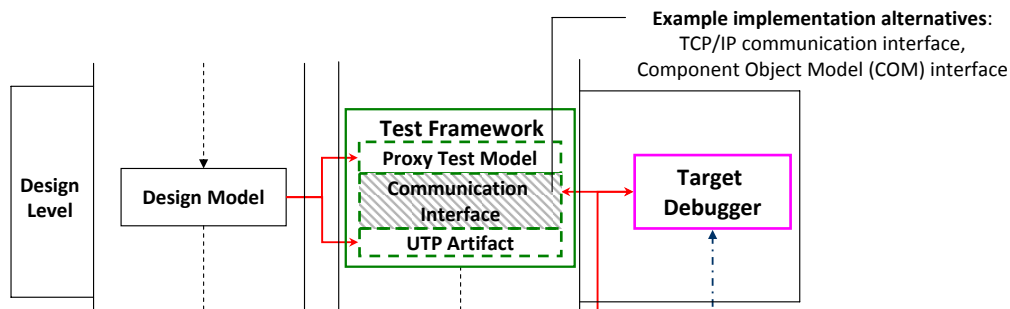 Example implementation alternatives:
TCP/IP communication interface,
Component Object Model (COM) interface
Design
Level
Design Model
Test Framework
Proxy Test Model
Communication
Interface
UTP Artifact
Target
Debugger